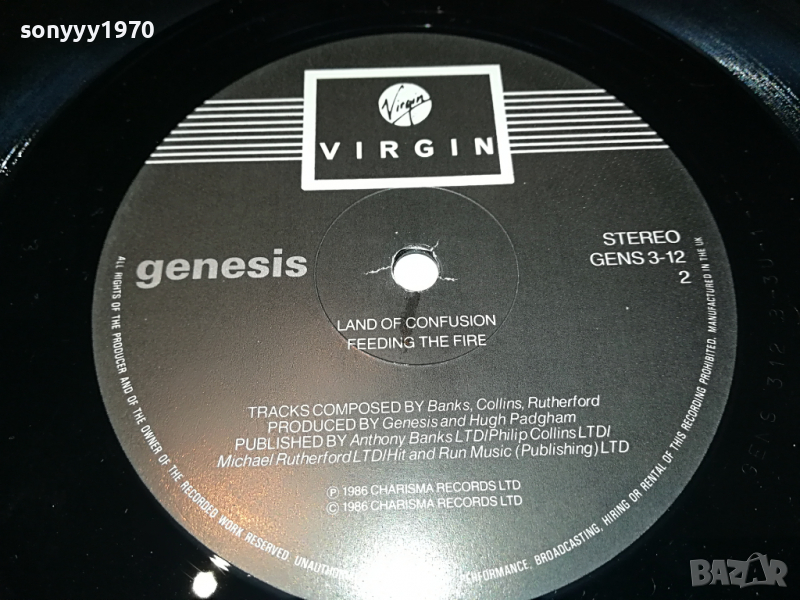 sonyyy1970
Virgin
VIRGIN
genesis
STEREO
GENS 3-12
2
LAND OF CONFUSION
FEEDING THE FIRE
TRACKS COMPOSED BY Banks, Collins, Rutherford
PRODUCED BY Genesis and Hugh Padgham
PUBLISHED BY Anthony Banks LTD/Philip Collins LTD/
Michael Rutherford LTD/Hit and Run Music (Publishing) LTD
℗ 1986 CHARISMA RECORDS LTD
© 1986 CHARISMA RECORDS LTD
ALL RIGHTS OF THE PRODUCER AND OF THE OWNER OF THE RECORDED WORK RESERVED. UNAUTHOR
PERFORMANCE, BROADCASTING, HIRING OR RENTAL OF THIS RECORDING PROHIBITED. MANUFACTURED IN THE UK
BAZAR